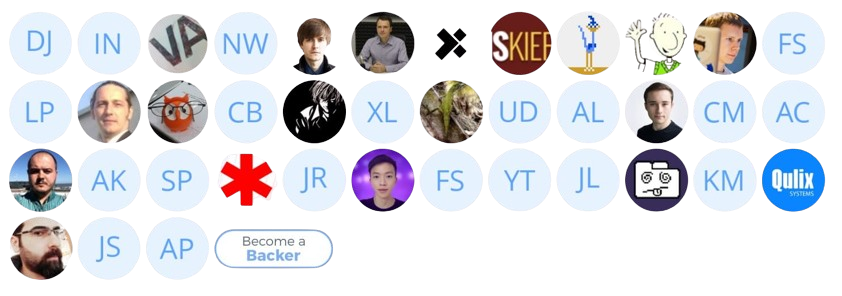 DJ IN VA NW SKIEF FS
LP CB XL UD AL CM AC
AK SP JR FS YT JL KM Qulix
SYSTEMS
JS AP Become a
Backer